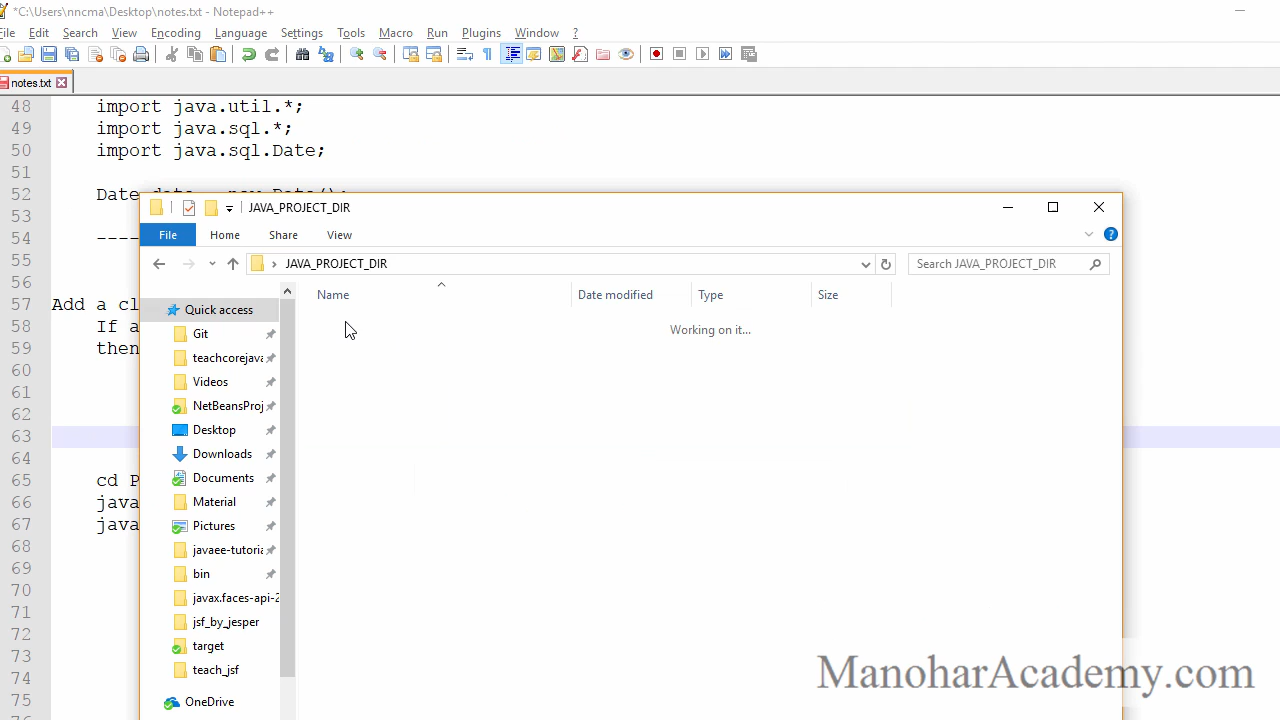 *C:\Users\nncma\Desktop\notes.txt - Notepad++
File Edit Search View Encoding Language Settings Tools Macro Run Plugins Window ?
notes.txt
48 import java.util.*;
49 import java.sql.*;
50 import java.sql.Date;
51
52 Date date = new Date();
53
54 ----
55
56
57 Add a cl
58 If a
59 then
60
61
62
63
64
65 cd P
66 java
67 java
68
69
70
71
72
73
74
75
JAVA_PROJECT_DIR
File Home Share View ?
JAVA_PROJECT_DIR Search JAVA_PROJECT_DIR
Name Date modified Type Size
Working on it...
Quick access
Git
teachcorejava
Videos
NetBeansProj
Desktop
Downloads
Documents
Material
Pictures
javaee-tutoria
bin
javax.faces-api-2
jsf_by_jesper
target
teach_jsf
OneDrive
ManoharAcademy.com